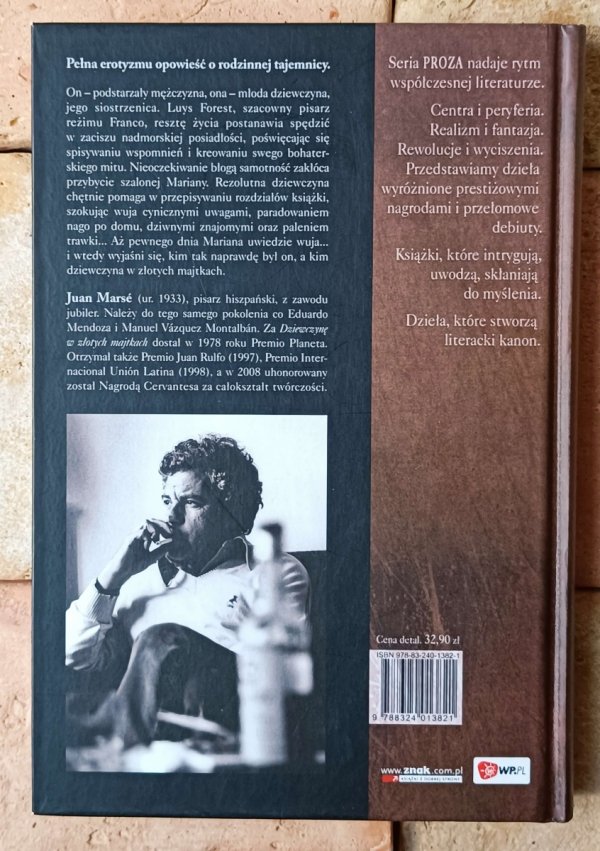 Pełna erotyzmu opowieść o rodzinnej tajemnicy.
On – podstarzały mężczyzna, ona – młoda dziewczyna,
jego siostrzenica. Luys Forest, szacowny pisarz
reżimu Franco, resztę życia postanawia spędzić
w zaciszu nadmorskiej posiadłości, poświęcając się
spisywaniu wspomnień i kreowaniu swego bohater-
skiego mitu. Nieoczekiwanie błogą samotność zakłóca
przybycie szalonej Mariany. Rezolutna dziewczyna
chętnie pomaga w przepisywaniu rozdziałów książki,
szokując wuja cynicznymi uwagami, paradowaniem
nago po domu, dziwnymi znajomymi oraz paleniem
trawki... Aż pewnego dnia Mariana uwiedzie wuja...
i wtedy wyjaśni się, kim tak naprawdę był on, a kim
dziewczyna w złotych majtkach.
Juan Marsé (ur. 1933), pisarz hiszpański, z zawodu
jubiler. Należy do tego samego pokolenia co Eduardo
Mendoza i Manuel Vázquez Montalbán. Za Dziewczynę
w złotych majtkach dostał w 1978 roku Premio Planeta.
Otrzymał także Premio Juan Rulfo (1997), Premio Inter-
nacional Unión Latina (1998), a w 2008 uhonorowany
został Nagrodą Cervantesa za całokształt twórczości.
Seria PROZA nadaje rytm
współczesnej literaturze.
Centra i peryferia.
Realizm i fantazja.
Rewolucje i wyciszenia.
Przedstawiamy dzieła
wyróżnione prestiżowymi
nagrodami i przełomowe
debiuty.
Książki, które intrygują,
uwodzą, skłaniają
do myślenia.
Dzieła, które stworzą
literacki kanon.
Cena detal. 32,90 zł
ISBN 978-83-240-1382-1
9 788324 013821
www.znak.com.pl
KSIĄŻKI Z DOBREJ STRONY
WP.PL